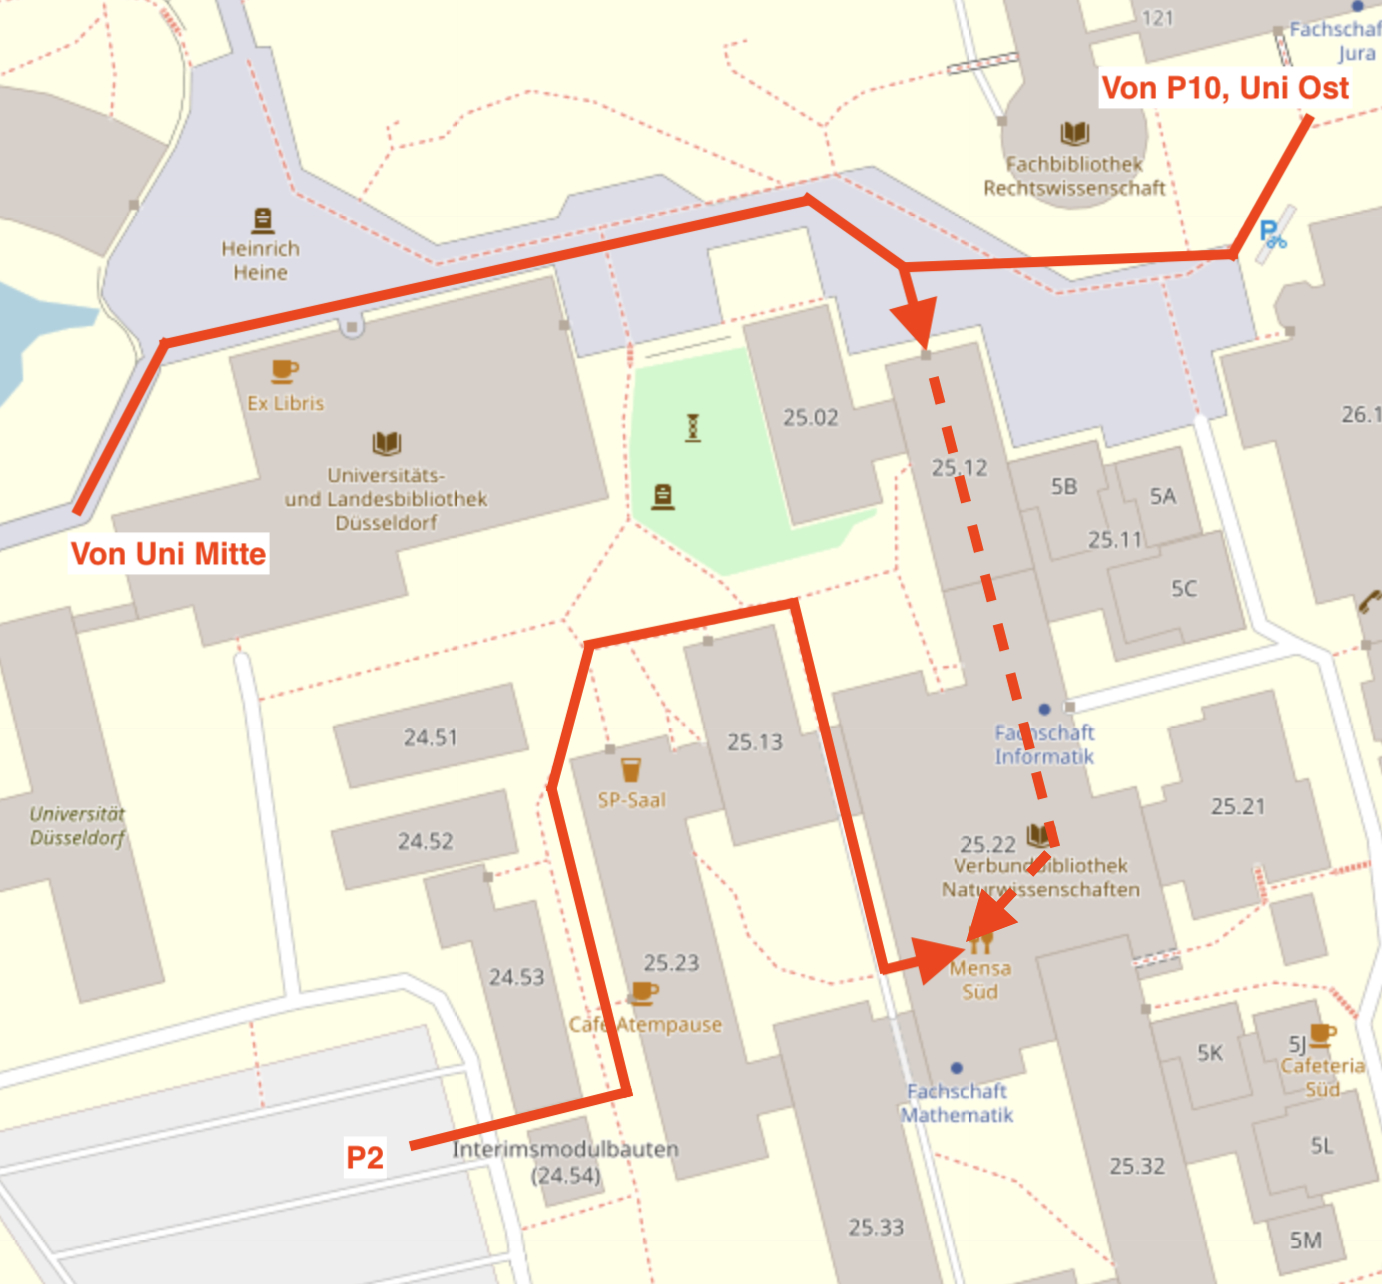 121
Fachschaf
Jura
Von P10, Uni Ost
Fachbibliothek
Rechtswissenschaft
Heinrich
Heine
P
Ex Libris
25.02
26.1
Universitäts-
und Landesbibliothek
Düsseldorf
25.12
5B
5A
25.11
Von Uni Mitte
5C
24.51
25.13
Fachschaft
Informatik
SP-Saal
Universität
Düsseldorf
24.52
25.21
25.22
Verbundbibliothek
Naturwissenschaften
24.53
25.23
Mensa
Süd
Café Atempause
5K
5J
Cafeteria
Süd
Fachschaft
Mathematik
P2
Interimsmodulbauten
(24.54)
5L
25.32
25.33
5M